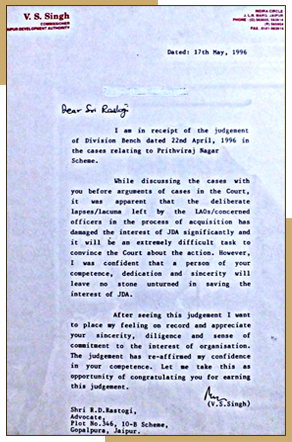 V. S. Singh
COMMISSIONER
JAIPUR DEVELOPMENT AUTHORITY
INDIRA CIRCLE
J. L. N. MARG, JAIPUR
Dated: 17th May, 1996
Dear Sri Rastogi
I am in receipt of the judgement
of Division Bench dated 22nd April, 1996 in
the cases relating to Prithviraj Nagar
Scheme.
While discussing the cases with
you before arguments of cases in the Court,
it was apparent that the deliberate
lapses/lacuna left by the LAOs/concerned
officers in the process of acquisition has
damaged the interest of JDA significantly and
it will be an extremely difficult task to
convince the Court about the action. However,
I was confident that a person of your
competence, dedication and sincerity will
leave no stone unturned in saving the
interest of JDA.
After seeing this judgement I want
to place my feeling on record and appreciate
your sincerity, diligence and sense of
commitment to the interest of organisation.
The judgement has re-affirmed my confidence
in your competence. Let me take this as
opportunity of congratulating you for earning
this judgement.
(V.S.Singh)
Shri R.D.Rastogi,
Advocate,
Plot No.346, 10-B Scheme,
Gopalpura, Jaipur.